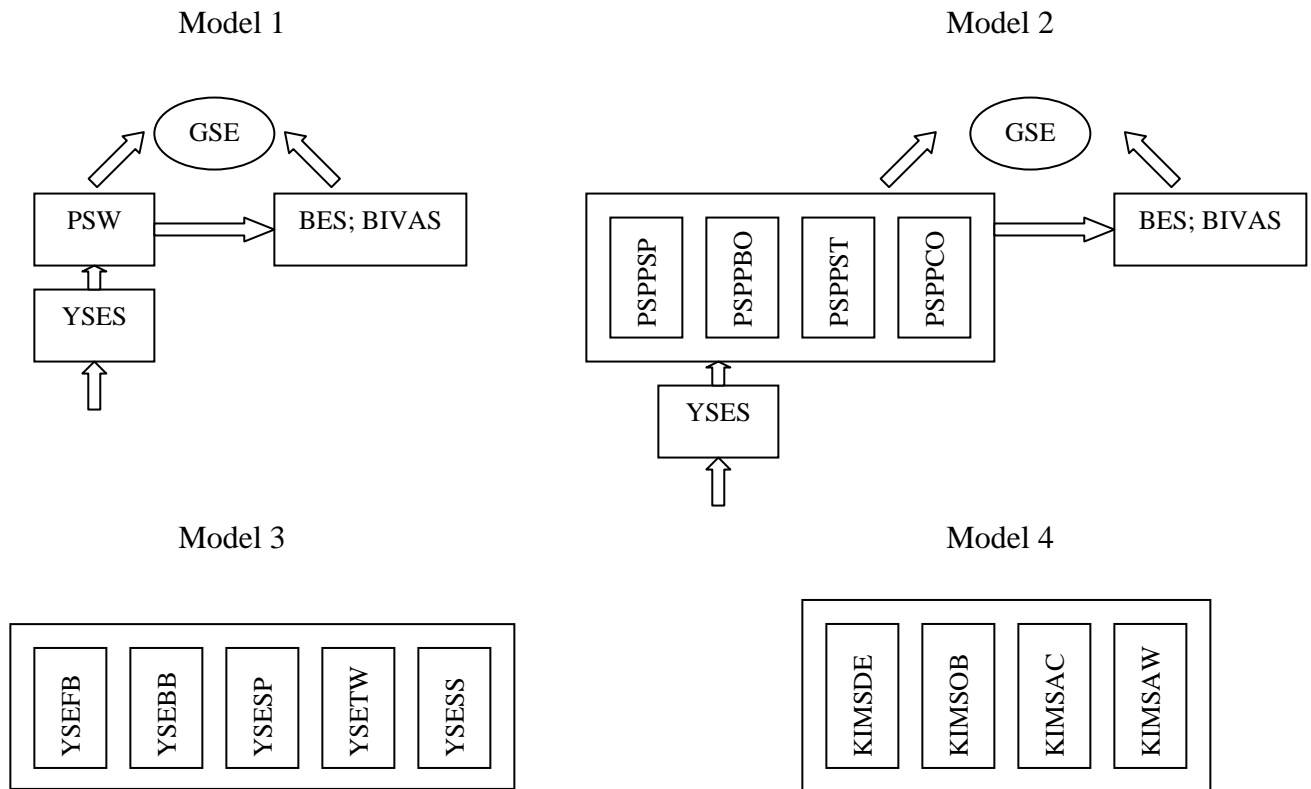 Model 1
GSE
PSW
BES; BIVAS
YSES
Model 2
GSE
PSPPSP
PSPPBO
PSPPST
PSPPCO
BES; BIVAS
YSES
Model 3
YSEFB
YSEBB
YSESP
YSETW
YSESS
Model 4
KIMSDE
KIMSOB
KIMSAC
KIMSAW